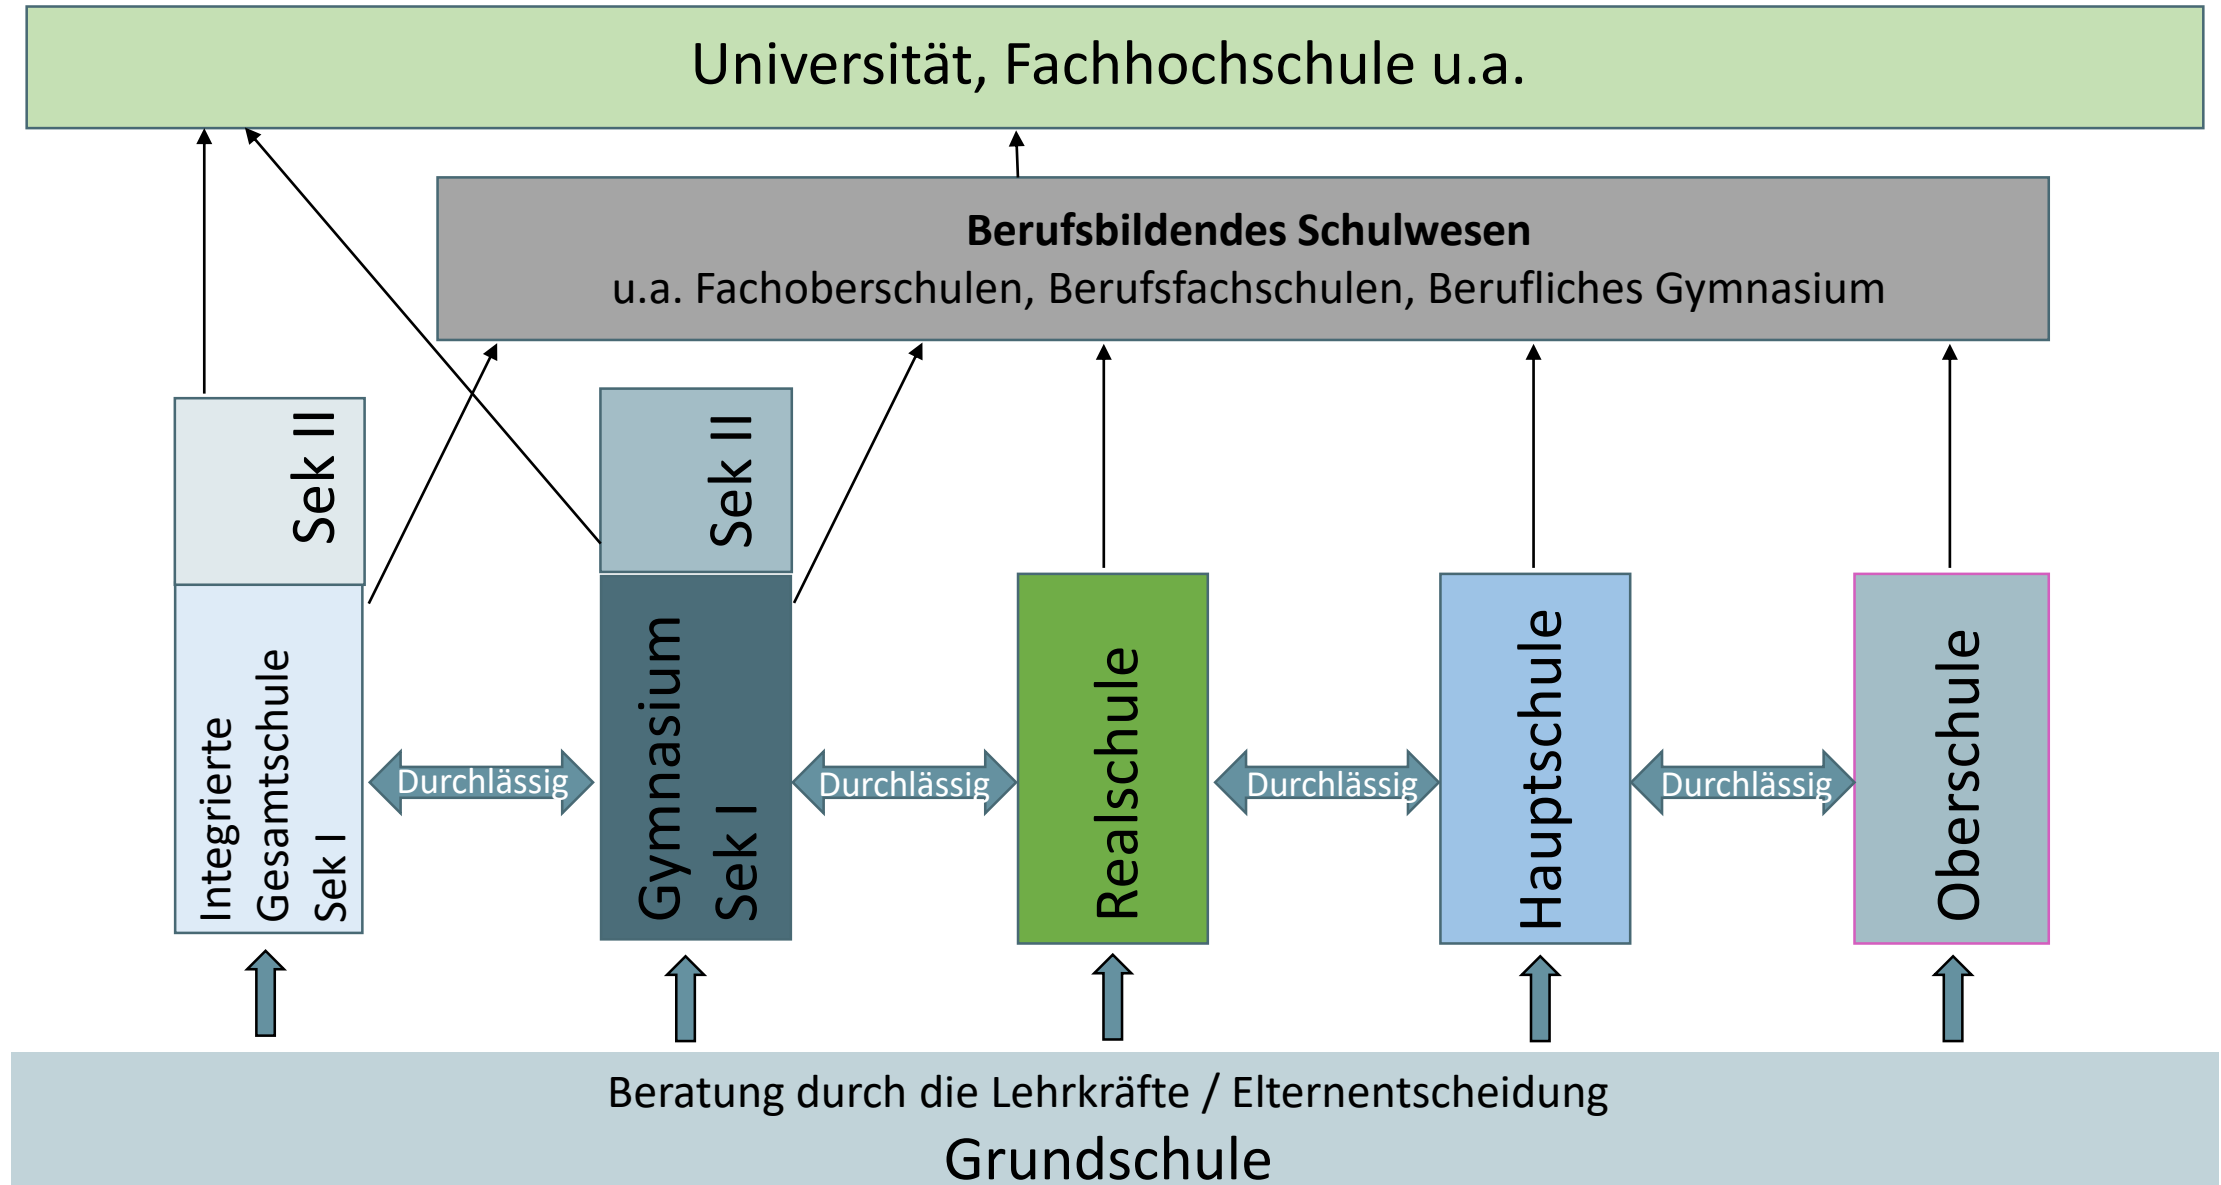 Universität, Fachhochschule u.a.
Berufsbildendes Schulwesen
u.a. Fachoberschulen, Berufsfachschulen, Berufliches Gymnasium
Sek II
Integrierte
Gesamtschule
Sek I
Durchlässig
Sek II
Gymnasium
Sek I
Durchlässig
Realschule
Durchlässig
Hauptschule
Durchlässig
Oberschule
Beratung durch die Lehrkräfte / Elternentscheidung
Grundschule